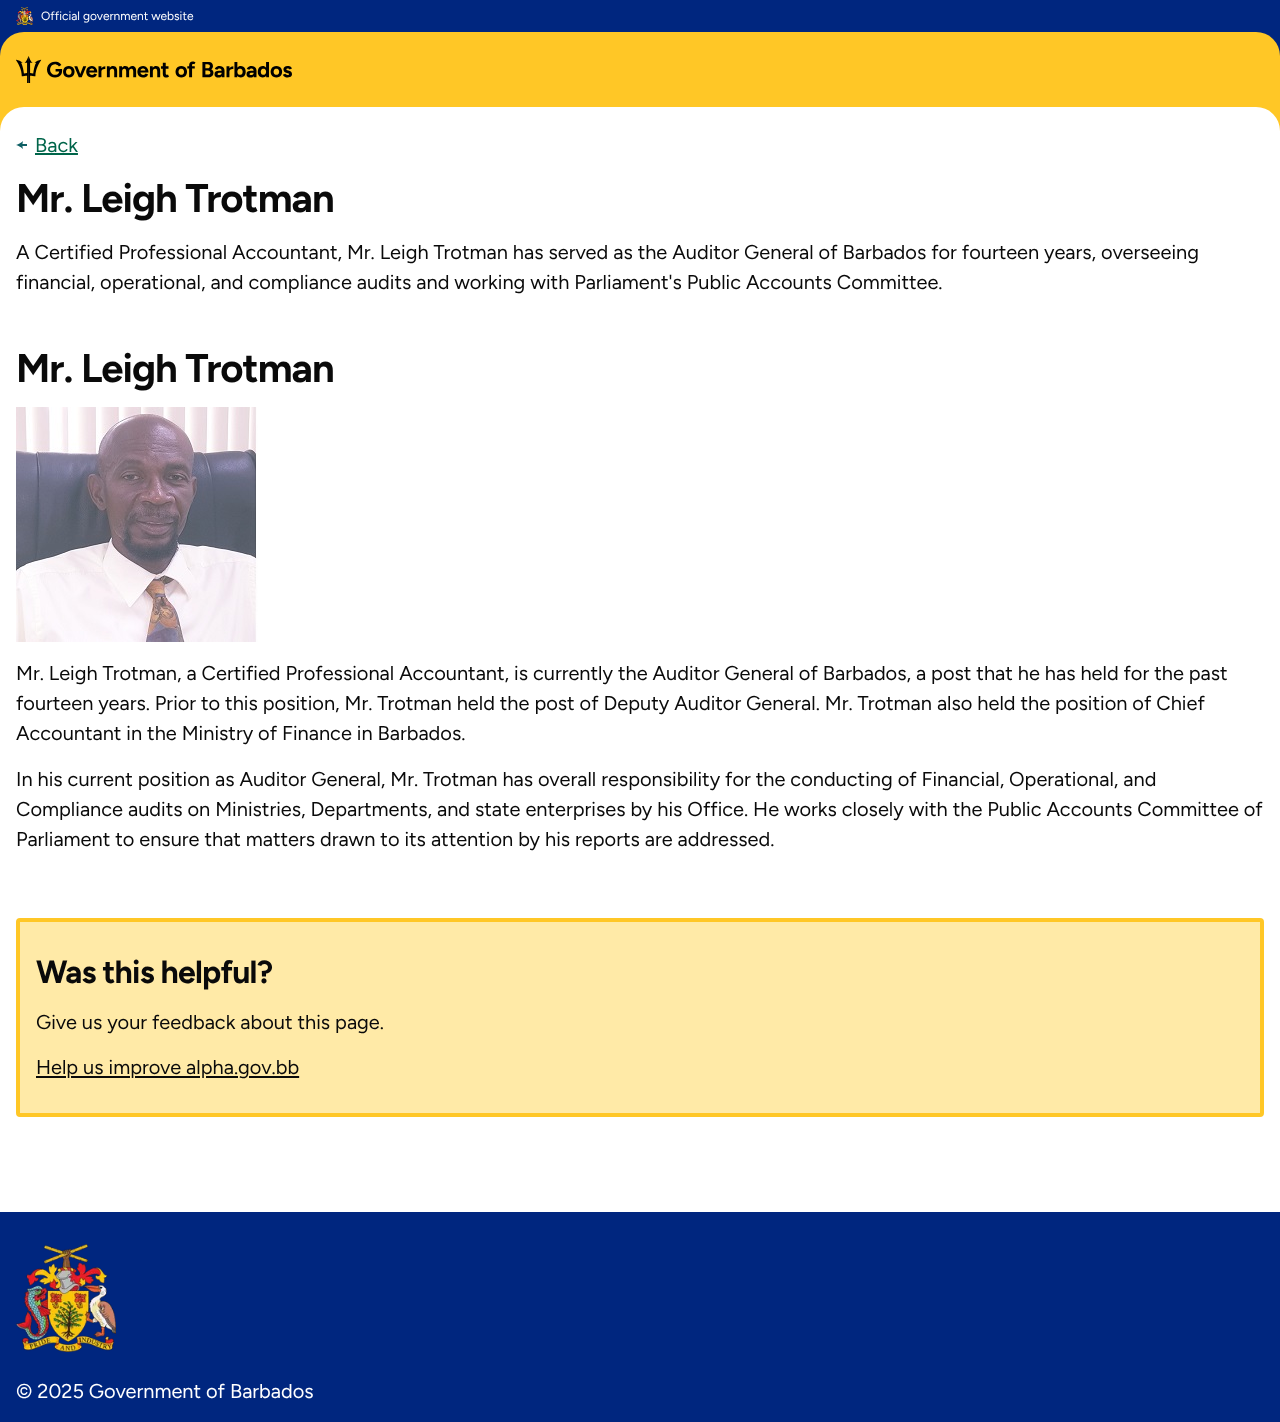 Official government website
Government of Barbados
Back
Mr. Leigh Trotman
A Certified Professional Accountant, Mr. Leigh Trotman has served as the Auditor General of Barbados for fourteen years, overseeing
financial, operational, and compliance audits and working with Parliament's Public Accounts Committee.
Mr. Leigh Trotman
Mr. Leigh Trotman, a Certified Professional Accountant, is currently the Auditor General of Barbados, a post that he has held for the past
fourteen years. Prior to this position, Mr. Trotman held the post of Deputy Auditor General. Mr. Trotman also held the position of Chief
Accountant in the Ministry of Finance in Barbados.
In his current position as Auditor General, Mr. Trotman has overall responsibility for the conducting of Financial, Operational, and
Compliance audits on Ministries, Departments, and state enterprises by his Office. He works closely with the Public Accounts Committee of
Parliament to ensure that matters drawn to its attention by his reports are addressed.
Was this helpful?
Give us your feedback about this page.
Help us improve alpha.gov.bb
PRIDE AND INDUSTRY
© 2025 Government of Barbados